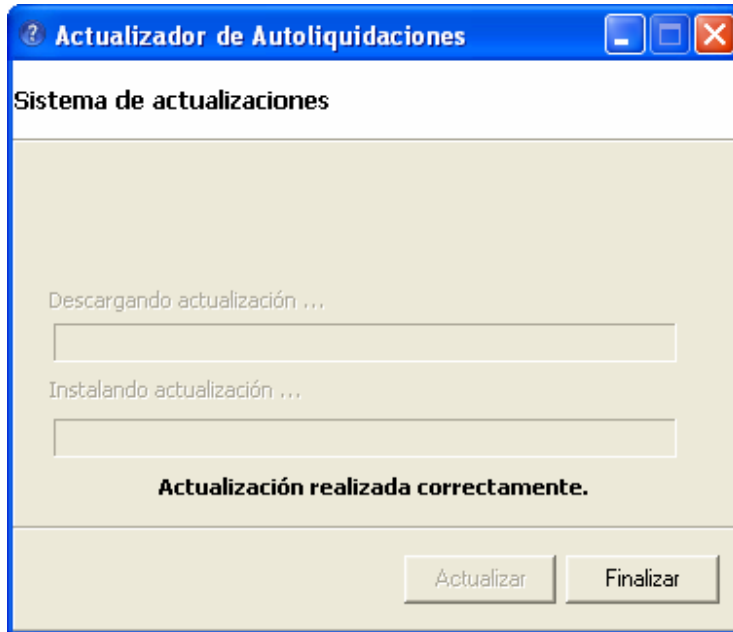 Actualizador de Autoliquidaciones
Sistema de actualizaciones
Descargando actualización ...
Instalando actualización ...
Actualización realizada correctamente.
Actualizar Finalizar